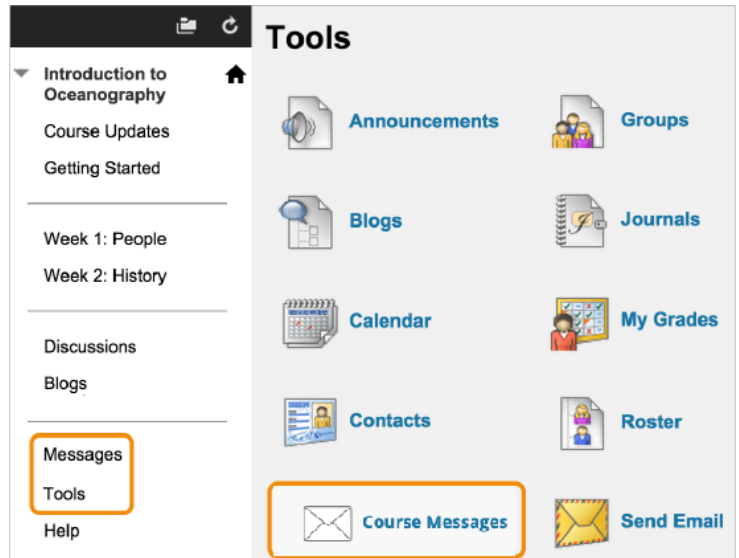 Introduction to
Oceanography
Course Updates
Getting Started
Week 1: People
Week 2: History
Discussions
Blogs
Messages
Tools
Help
Tools
Announcements
Groups
Blogs
Journals
Calendar
My Grades
Contacts
Roster
Course Messages
Send Email